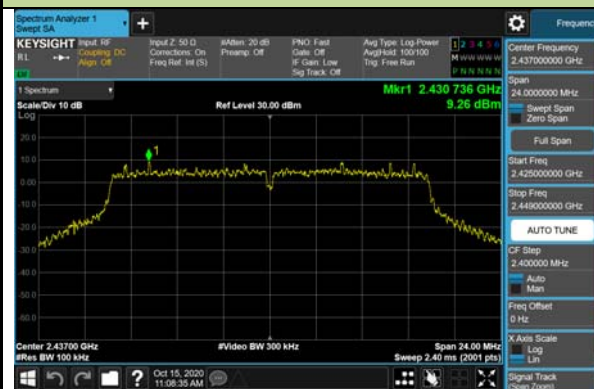 Spectrum Analyzer 1
Swept SA
Frequenc
KEYSIGHT
Input: RF
Coupling: DC
Align: Off
Input Z: 50 Ω
Corrections: On
Freq Ref: Int (S)
#Atten: 20 dB
Preamp: Off
PNO: Fast
Gate: Off
IF Gain: Low
Sig Track: Off
Avg Type: Log-Power
Avg|Hold: 100/100
Trig: Free Run
1 2 3 4 5 6
M W W W W W
P N N N N N
RL
1 Spectrum
Scale/Div 10 dB
Log
Ref Level 30.00 dBm
Mkr1 2.430 736 GHz
9.26 dBm
1
20.0
10.0
0.00
-10.0
-20.0
-30.0
-40.0
-50.0
-60.0
Center 2.43700 GHz
#Res BW 100 kHz
#Video BW 300 kHz
Span 24.00 MHz
Sweep 2.40 ms (2001 pts)
Oct 15, 2020
11:08:35 AM
Center Frequency
2.437000000 GHz
Span
24.0000000 MHz
Swept Span
Zero Span
Full Span
Start Freq
2.425000000 GHz
Stop Freq
2.449000000 GHz
AUTO TUNE
CF Step
2.400000 MHz
Auto
Man
Freq Offset
0 Hz
X Axis Scale
Log
Lin
Signal Track
(Span Zoom)